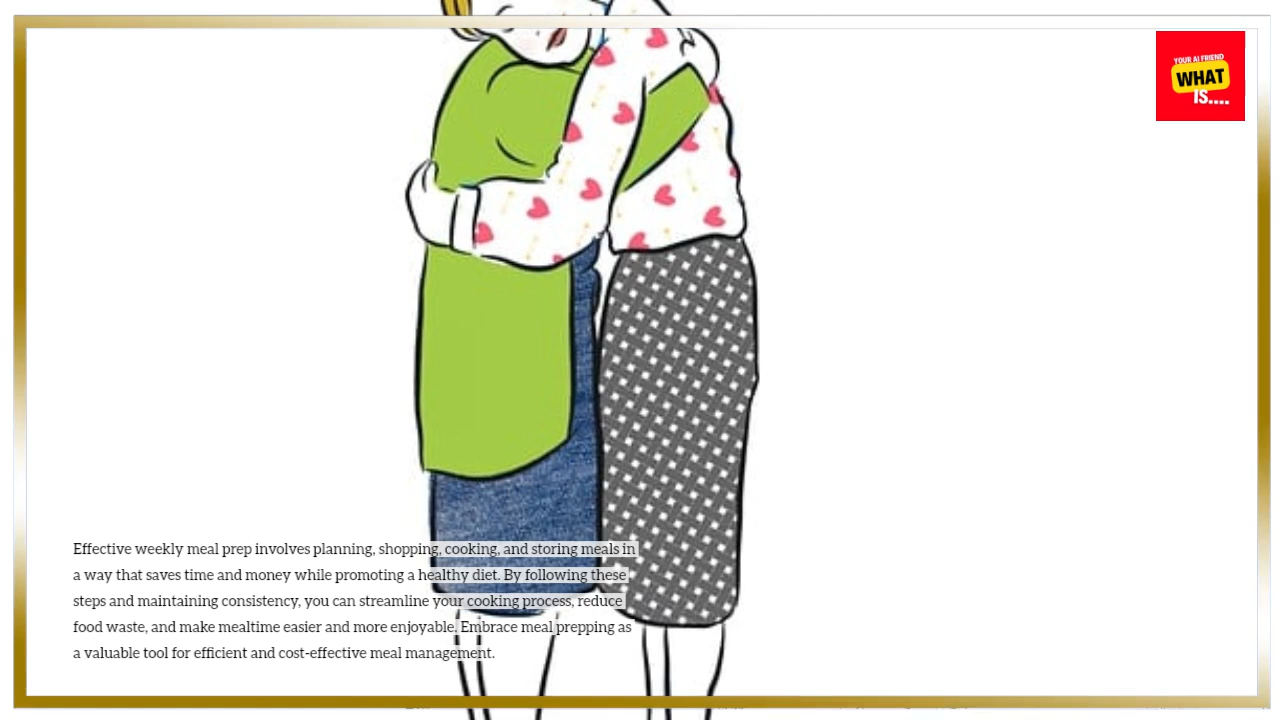 YOUR AI FRIEND
WHAT
IS....
Effective weekly meal prep involves planning, shopping, cooking, and storing meals in
a way that saves time and money while promoting a healthy diet. By following these
steps and maintaining consistency, you can streamline your cooking process, reduce
food waste, and make mealtime easier and more enjoyable. Embrace meal prepping as
a valuable tool for efficient and cost-effective meal management.